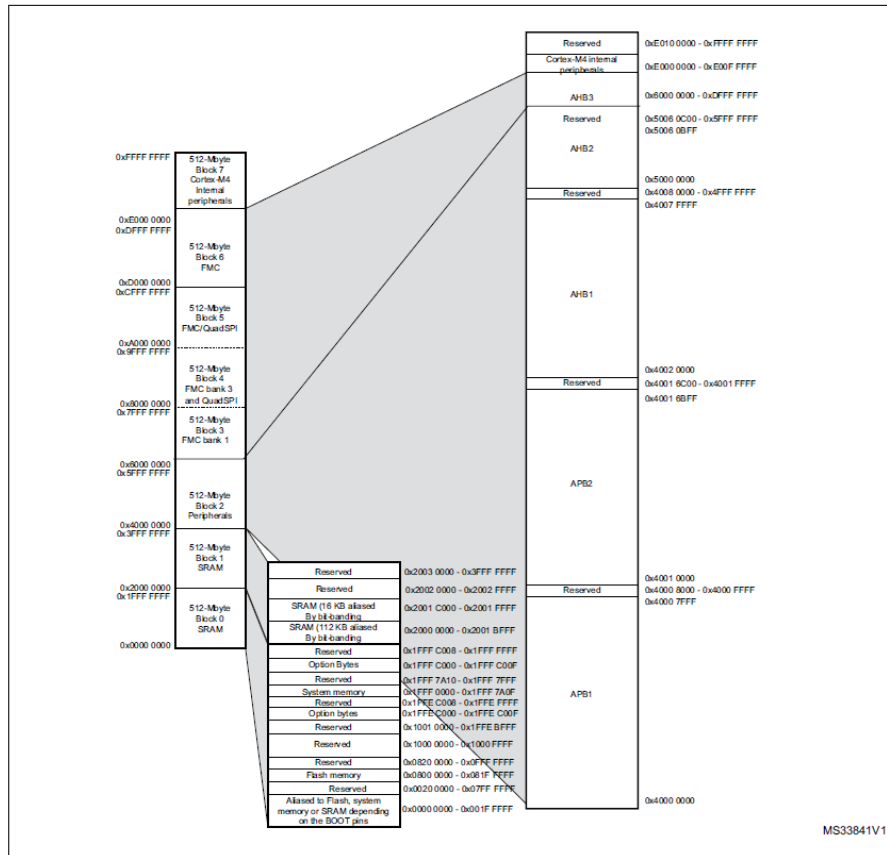 Reserved
0xE010 0000 - 0xFFFF FFFF
Cortex-M4 internal
peripherals
0xE000 0000 - 0xE00F FFFF
AHB3
0x6000 0000 - 0xDFFF FFFF
Reserved
0x5006 0C00 - 0x5FFF FFFF
0x5006 0BFF
AHB2
0x5000 0000
Reserved
0x4008 0000 - 0x4FFF FFFF
0x4007 FFFF
AHB1
0x4002 0000
Reserved
0x4001 6C00 - 0x4001 FFFF
0x4001 6BFF
APB2
0x4001 0000
Reserved
0x4000 8000 - 0x4000 FFFF
0x4000 7FFF
APB1
0x4000 0000
0xFFFF FFFF
512-Mbyte
Block 7
Cortex-M4
Internal
peripherals
0xE000 0000
0xDFFF FFFF
512-Mbyte
Block 6
FMC
0xD000 0000
0xCFFF FFFF
512-Mbyte
Block 5
FMC/QuadSPI
0xA000 0000
0x9FFF FFFF
512-Mbyte
Block 4
FMC bank 3
and QuadSPI
0x8000 0000
0x7FFF FFFF
512-Mbyte
Block 3
FMC bank 1
0x6000 0000
0x5FFF FFFF
512-Mbyte
Block 2
Peripherals
0x4000 0000
0x3FFF FFFF
512-Mbyte
Block 1
SRAM
0x2000 0000
0x1FFF FFFF
512-Mbyte
Block 0
SRAM
0x0000 0000
Reserved
0x2003 0000 - 0x3FFF FFFF
Reserved
0x2002 0000 - 0x2002 FFFF
SRAM (16 KB aliased
By bit-banding
0x2001 C000 - 0x2001 FFFF
SRAM (112 KB aliased
By bit-banding
0x2000 0000 - 0x2001 BFFF
Reserved
0x1FFF C008 - 0x1FFF FFFF
Option Bytes
0x1FFF C000 - 0x1FFF C00F
Reserved
0x1FFF 7A10 - 0x1FFF 7FFF
System memory
0x1FFF 0000 - 0x1FFF 7A0F
Reserved
0x1FFE C008 - 0x1FFE FFFF
Option bytes
0x1FFE C000 - 0x1FFE C00F
Reserved
0x1001 0000 - 0x1FFE BFFF
Reserved
0x1000 0000 - 0x1000 FFFF
Reserved
0x0820 0000 - 0x0FFF FFFF
Flash memory
0x0800 0000 - 0x081F FFFF
Reserved
0x0020 0000 - 0x07FF FFFF
Aliased to Flash, system
memory or SRAM depending
on the BOOT pins
0x0000 0000 - 0x001F FFFF
MS33841V1